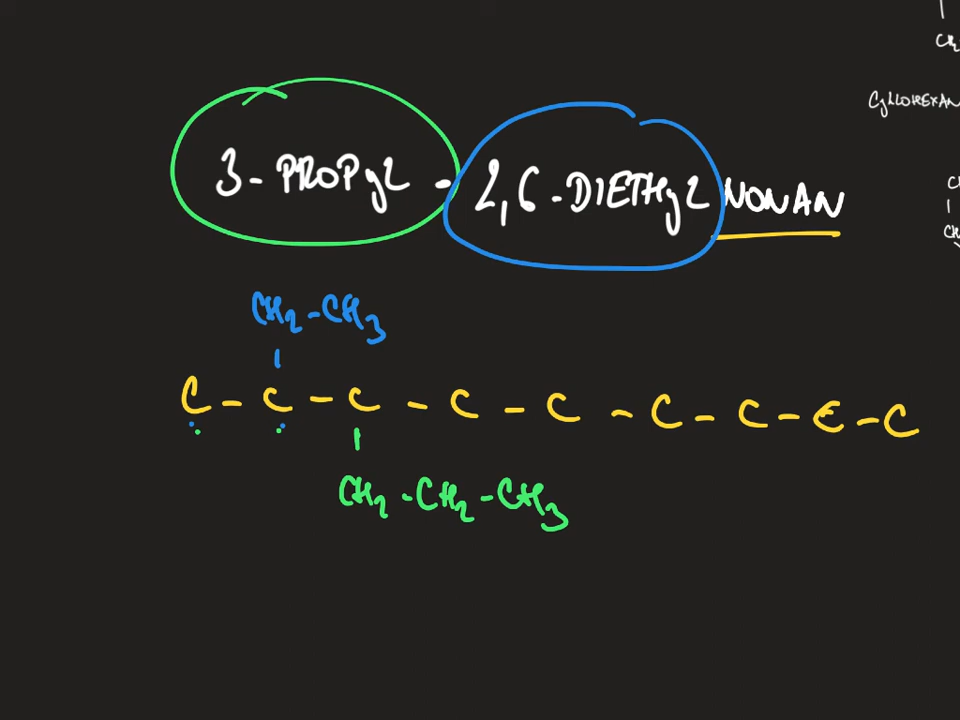 3-PROPYL-2,6-DIETHYL NONAN
CH2-CH3
C-C-C-C-C-C-C-C-C
CH2-CH2-CH3
CYCLOHEXAN